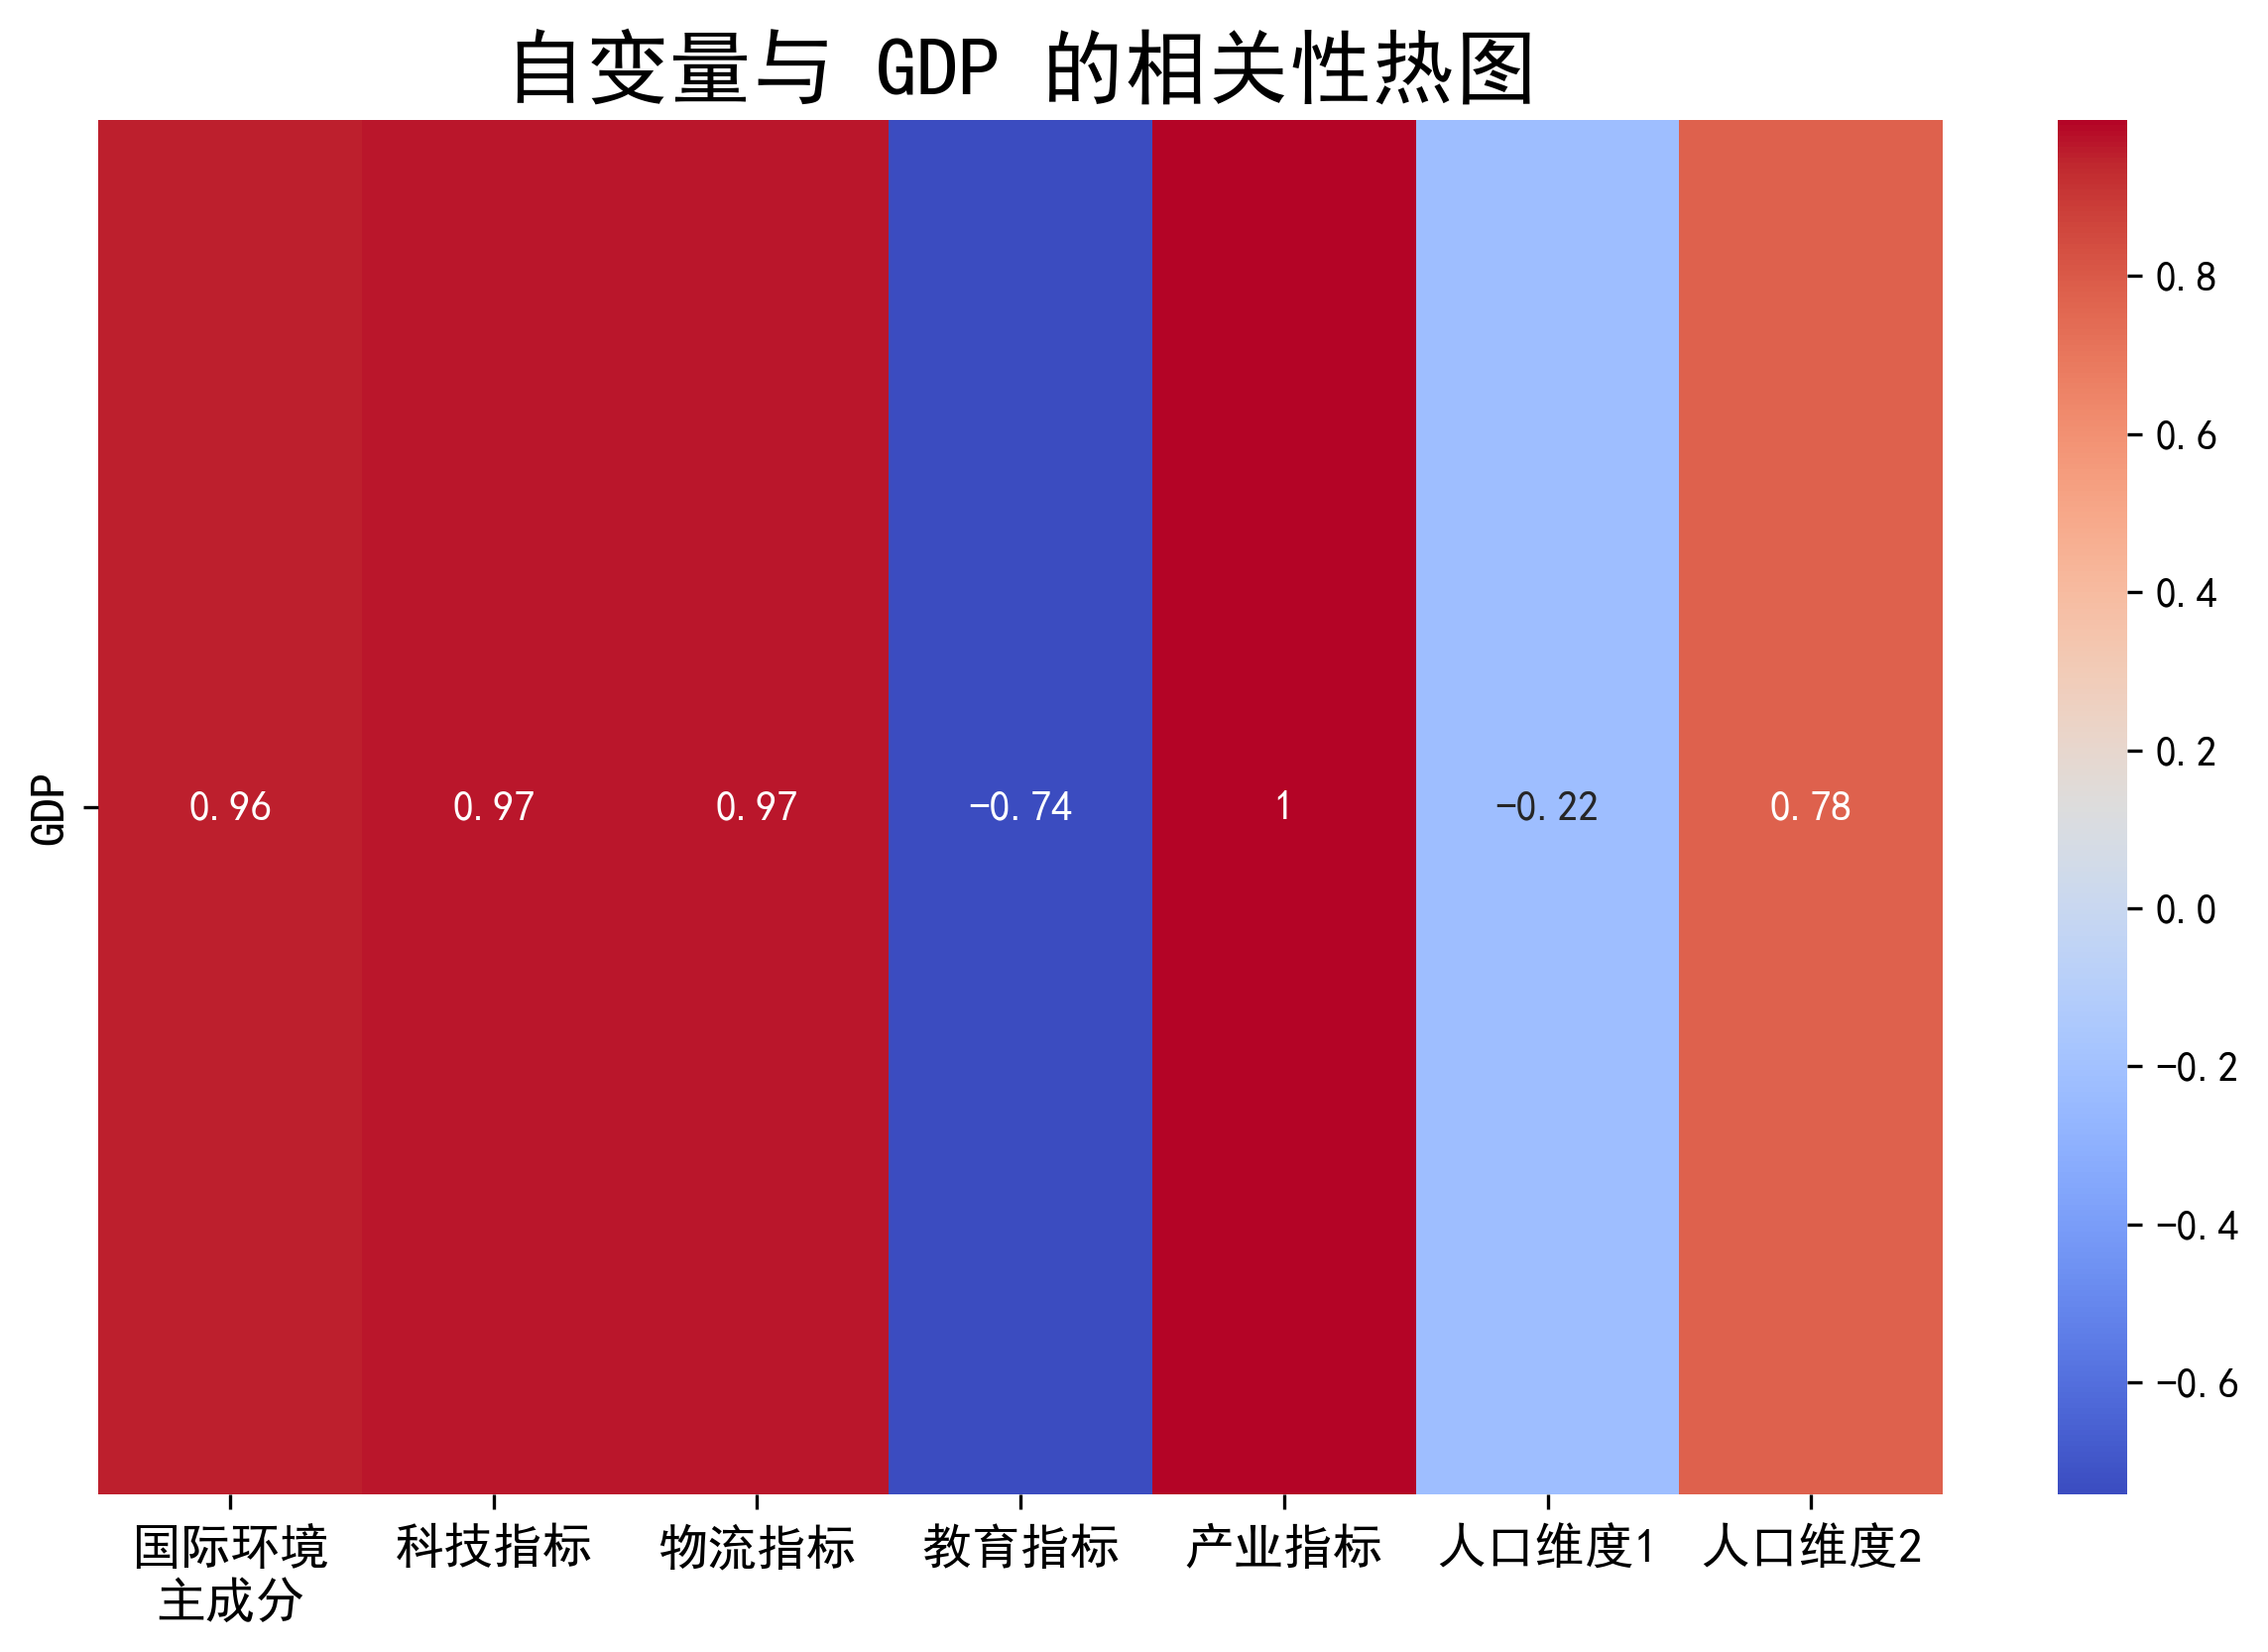 自变量与 GDP 的相关性热图
GDP
0.96 0.97 0.97 -0.74 1 -0.22 0.78
国际环境
主成分
科技指标
物流指标
教育指标
产业指标
人口维度1
人口维度2
0.8
0.6
0.4
0.2
0.0
-0.2
-0.4
-0.6